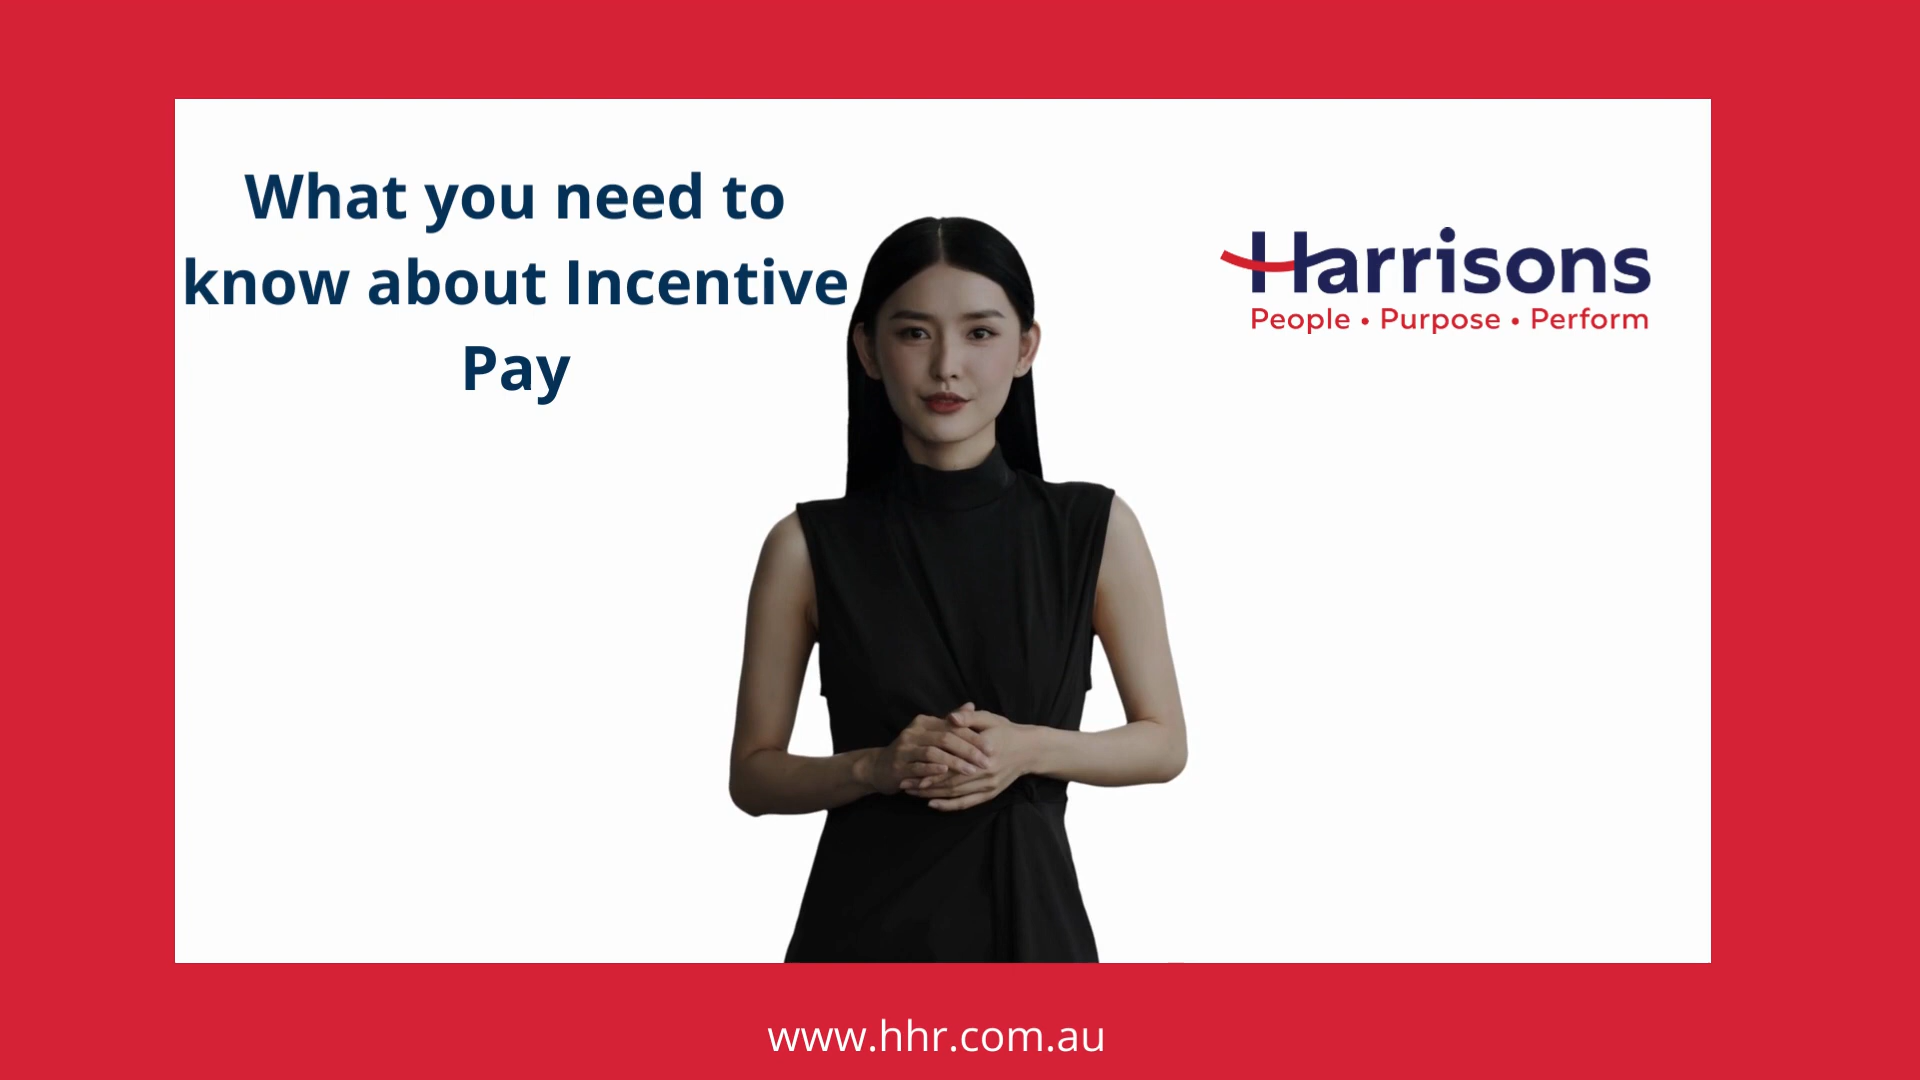 What you need to
know about Incentive
Pay
Harrisons
People • Purpose • Perform
www.hhr.com.au